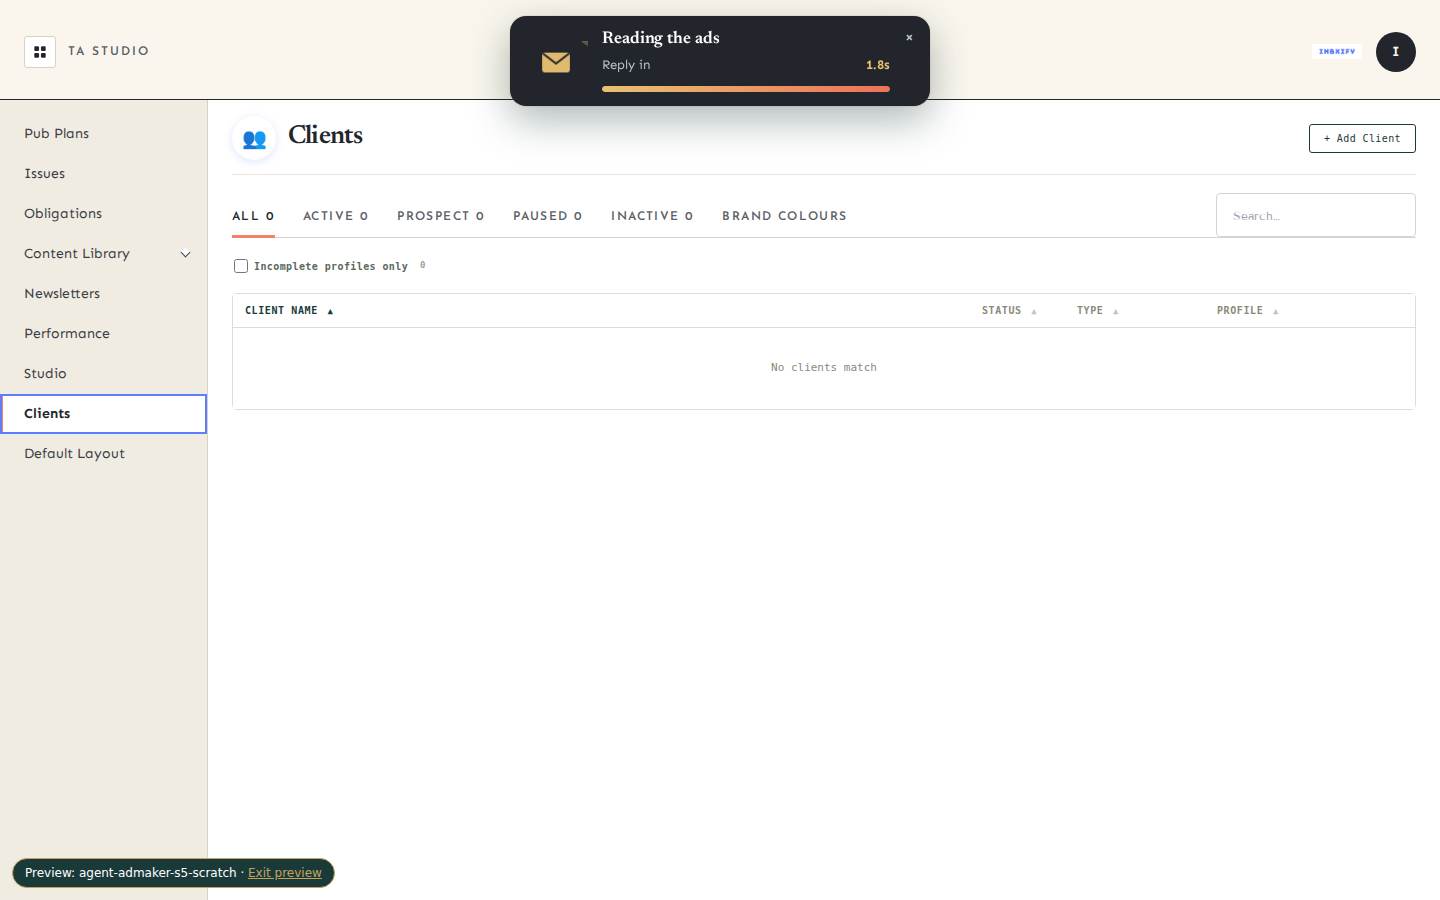 TA STUDIO
Reading the ads
×
Reply in 1.8s
INBXIFY
I
Pub Plans
Issues
Obligations
Content Library
Newsletters
Performance
Studio
Clients
Default Layout
👥 Clients
+ Add Client
ALL 0 ACTIVE 0 PROSPECT 0 PAUSED 0 INACTIVE 0 BRAND COLOURS
Search...
Incomplete profiles only 0
CLIENT NAME ▲ STATUS ▲ TYPE ▲ PROFILE ▲
No clients match
Preview: agent-admaker-s5-scratch · Exit preview